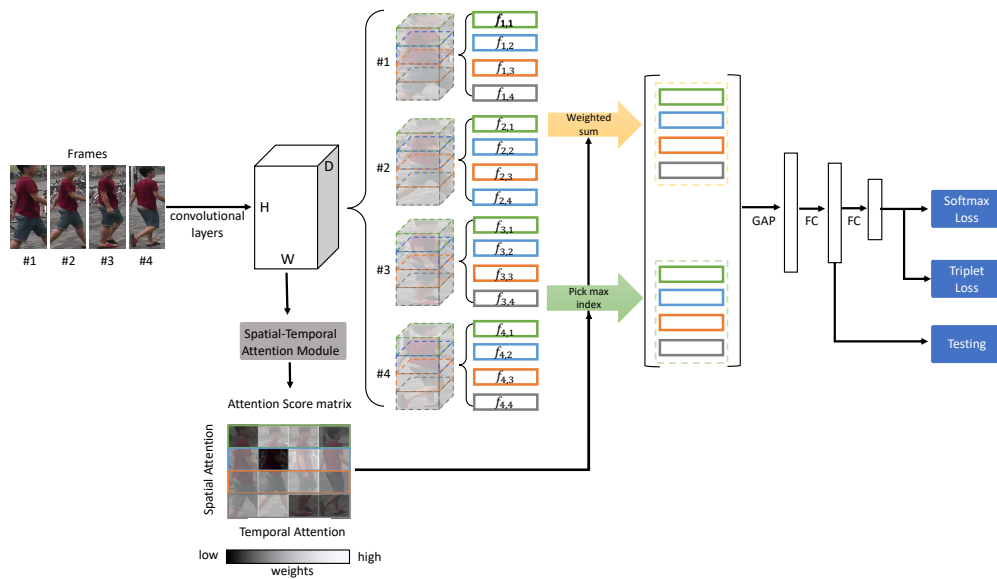 Frames
#1
#2
#3
#4
convolutional
layers
D
H
W
Spatial-Temporal
Attention Module
Attention Score matrix
Spatial Attention
Temporal Attention
low
high
weights
#1
f1,1
f1,2
f1,3
f1,4
#2
f2,1
f2,2
f2,3
f2,4
#3
f3,1
f3,2
f3,3
f3,4
#4
f4,1
f4,2
f4,3
f4,4
Weighted
sum
Pick max
index
GAP
FC
FC
Softmax
Loss
Triplet
Loss
Testing